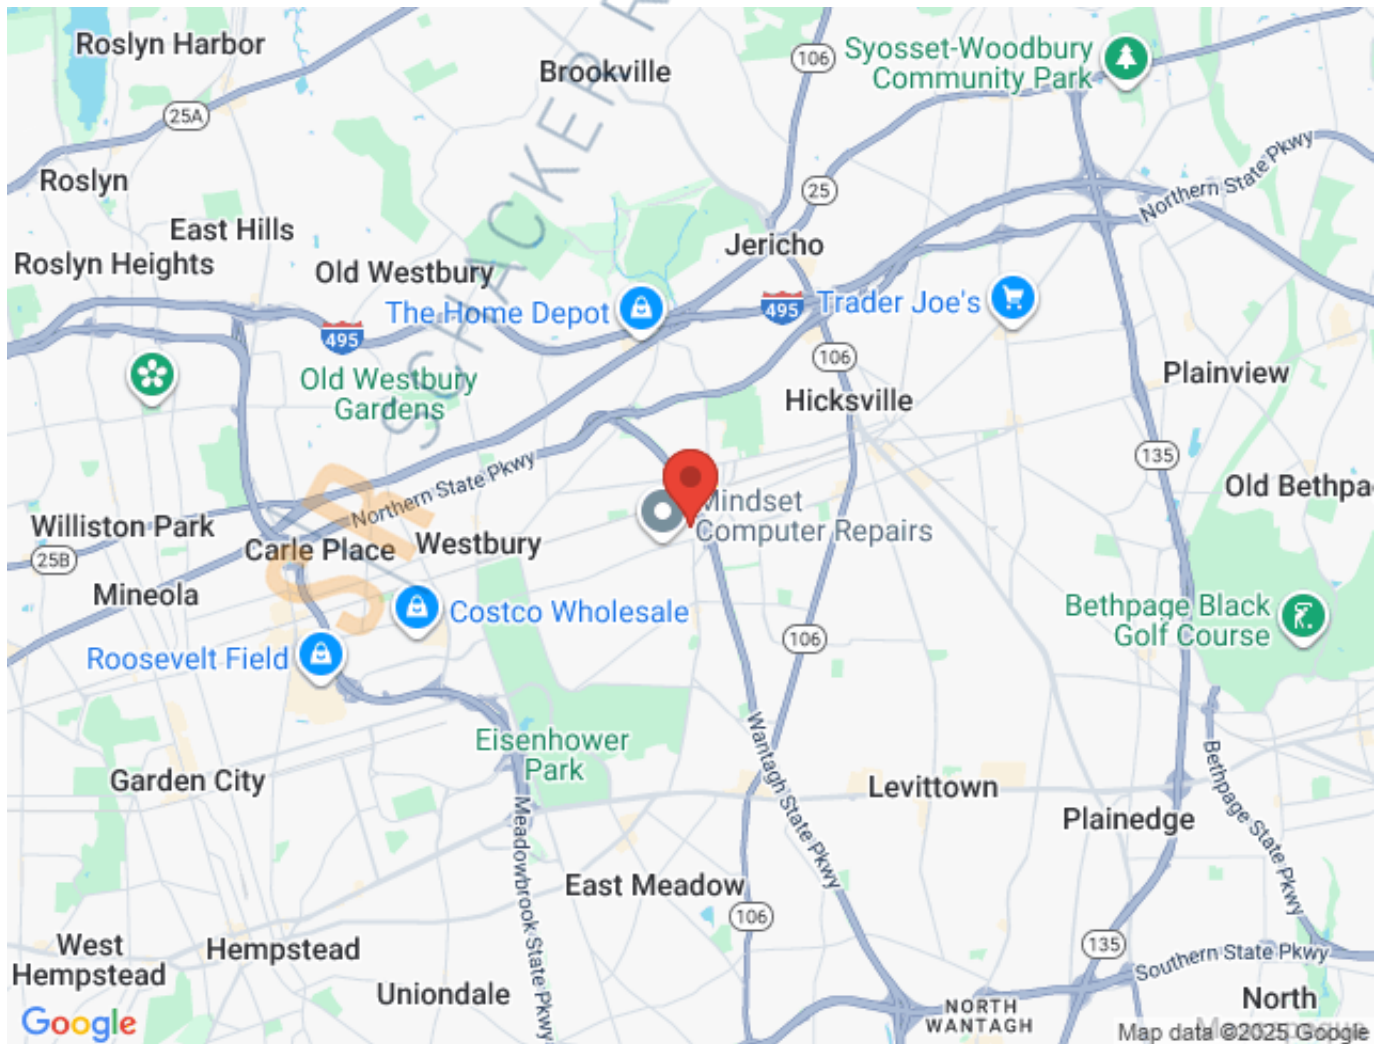 Roslyn Harbor
Brookville
106
Syosset-Woodbury
Community Park
25A
Roslyn
25
Northern State Pkwy
East Hills
Jericho
Roslyn Heights
Old Westbury
The Home Depot
495
Trader Joe's
495
106
Old Westbury
Gardens
Plainview
Hicksville
135
Northern State Pkwy
Old Bethpa
Mindset
Computer Repairs
Williston Park
Carle Place
Westbury
25B
Mineola
Costco Wholesale
Bethpage Black
Golf Course
106
Roosevelt Field
Eisenhower
Park
Wantagh State Pkwy
Bethpage State Pkwy
Garden City
Levittown
Plainedge
Meadowbrook State Pkwy
East Meadow
106
West
Hempstead
Hempstead
135
Southern State Pkwy
Uniondale
NORTH
WANTAGH
North
Google
Map data ©2025 Google